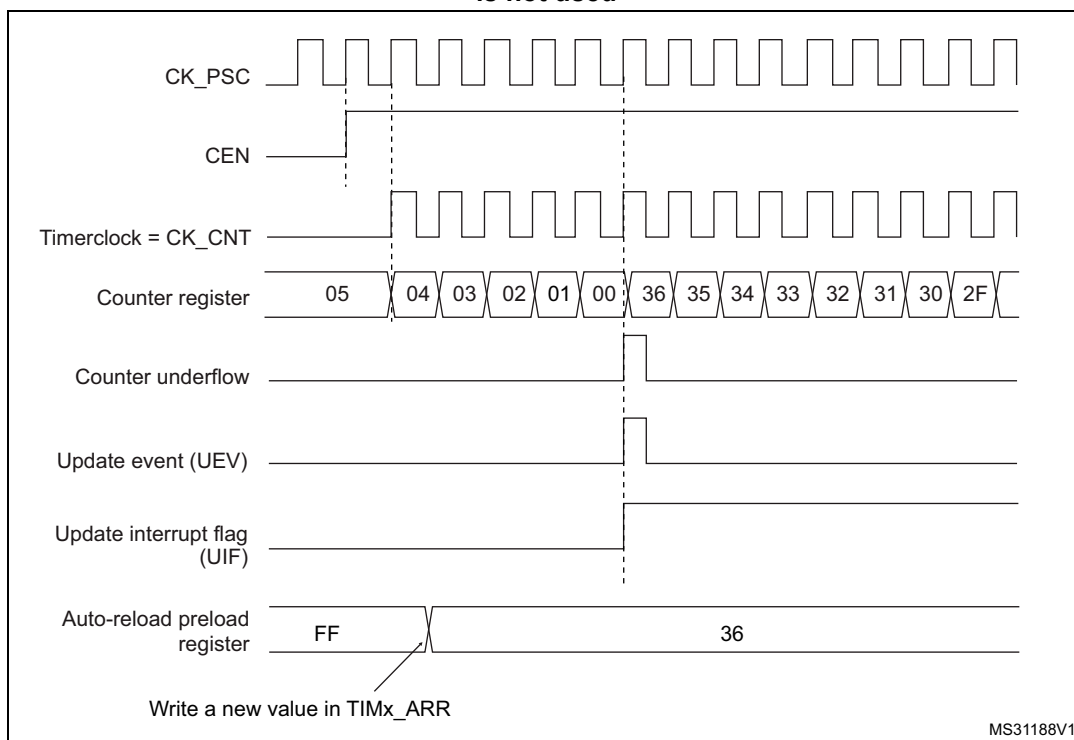 is not used
CK_PSC
CEN
Timerclock = CK_CNT
Counter register 05 04 03 02 01 00 36 35 34 33 32 31 30 2F
Counter underflow
Update event (UEV)
Update interrupt flag
(UIF)
Auto-reload preload
register FF 36
Write a new value in TIMx_ARR
MS31188V1